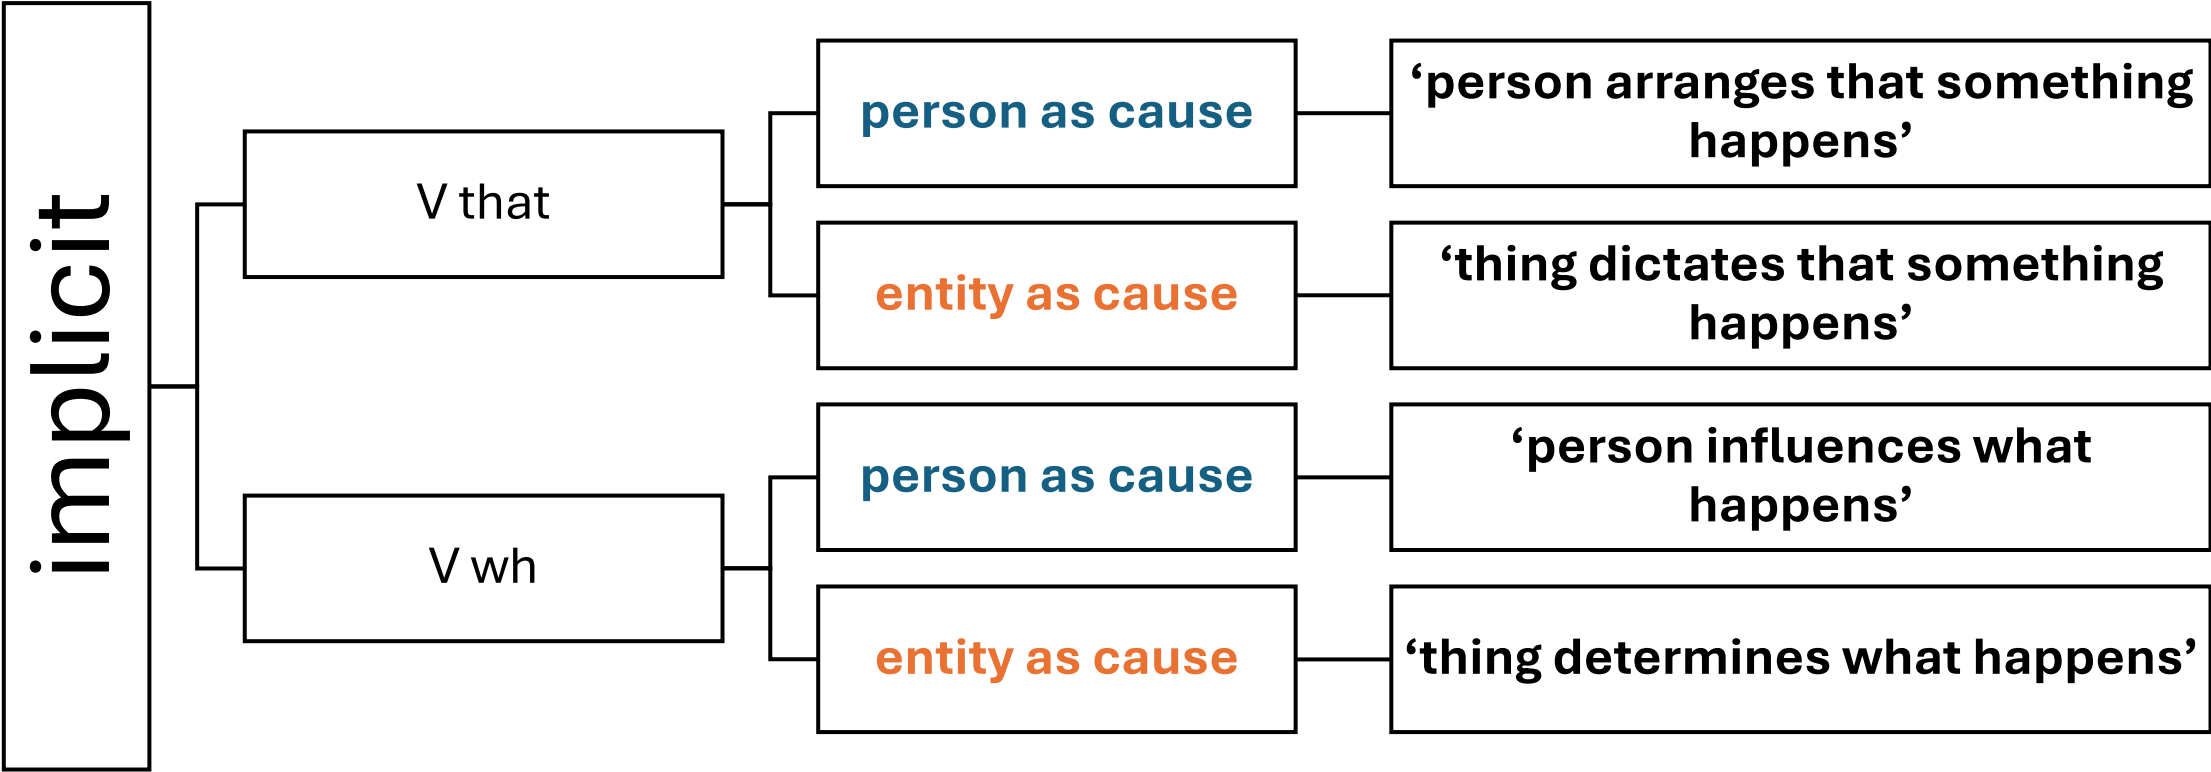 implicit
V that
person as cause
‘person arranges that something
happens’
entity as cause
‘thing dictates that something
happens’
V wh
person as cause
‘person influences what
happens’
entity as cause
‘thing determines what happens’